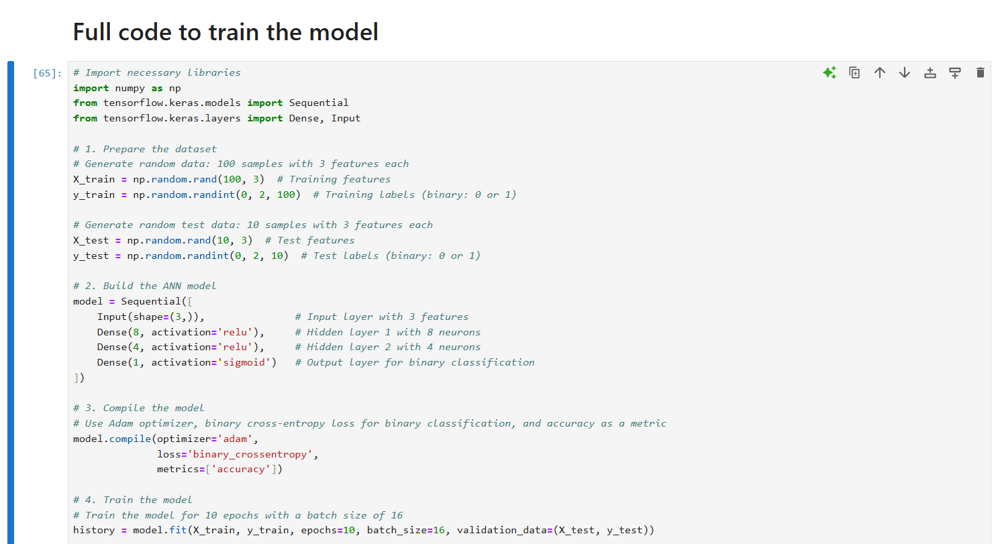 Full code to train the model
[65]:
# Import necessary libraries
import numpy as np
from tensorflow.keras.models import Sequential
from tensorflow.keras.layers import Dense, Input

# 1. Prepare the dataset
# Generate random data: 100 samples with 3 features each
X_train = np.random.rand(100, 3)  # Training features
y_train = np.random.randint(0, 2, 100)  # Training labels (binary: 0 or 1)

# Generate random test data: 10 samples with 3 features each
X_test = np.random.rand(10, 3)  # Test features
y_test = np.random.randint(0, 2, 10)  # Test labels (binary: 0 or 1)

# 2. Build the ANN model
model = Sequential([
    Input(shape=(3,)),               # Input layer with 3 features
    Dense(8, activation='relu'),     # Hidden layer 1 with 8 neurons
    Dense(4, activation='relu'),     # Hidden layer 2 with 4 neurons
    Dense(1, activation='sigmoid')   # Output layer for binary classification
])

# 3. Compile the model
# Use Adam optimizer, binary cross-entropy loss for binary classification, and accuracy as a metric
model.compile(optimizer='adam',
              loss='binary_crossentropy',
              metrics=['accuracy'])

# 4. Train the model
# Train the model for 10 epochs with a batch size of 16
history = model.fit(X_train, y_train, epochs=10, batch_size=16, validation_data=(X_test, y_test))